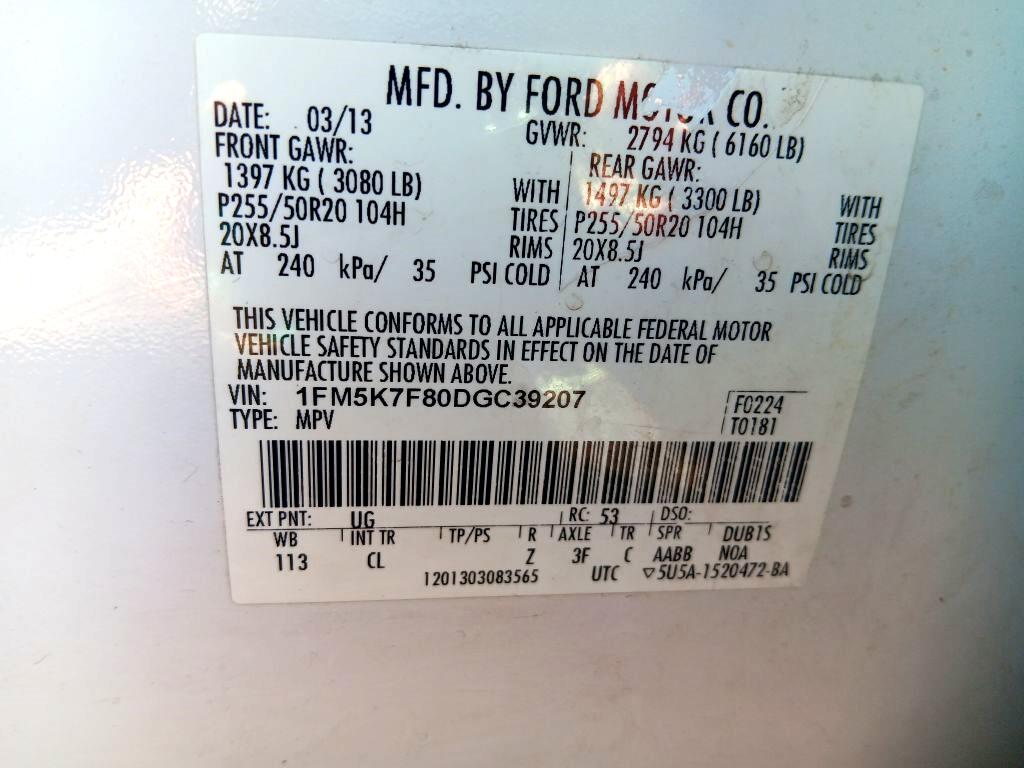 MFD. BY FORD MOTOR CO.
DATE: 03/13 GVWR: 2794 KG ( 6160 LB)
FRONT GAWR: REAR GAWR:
1397 KG ( 3080 LB) WITH 1497 KG ( 3300 LB) WITH
P255/50R20 104H TIRES P255/50R20 104H TIRES
20X8.5J RIMS 20X8.5J RIMS
AT 240 kPa/ 35 PSI COLD AT 240 kPa/ 35 PSI COLD
THIS VEHICLE CONFORMS TO ALL APPLICABLE FEDERAL MOTOR
VEHICLE SAFETY STANDARDS IN EFFECT ON THE DATE OF
MANUFACTURE SHOWN ABOVE.
VIN: 1FM5K7F80DGC39207 F0224
TYPE: MPV T0181
EXT PNT: UG RC: 53 DSO:
WB INT TR TP/PS R AXLE TR SPR DUBTS
113 CL Z 3F C AABB NOA
1201303083565 UTC ▽5U5A-1520472-BA